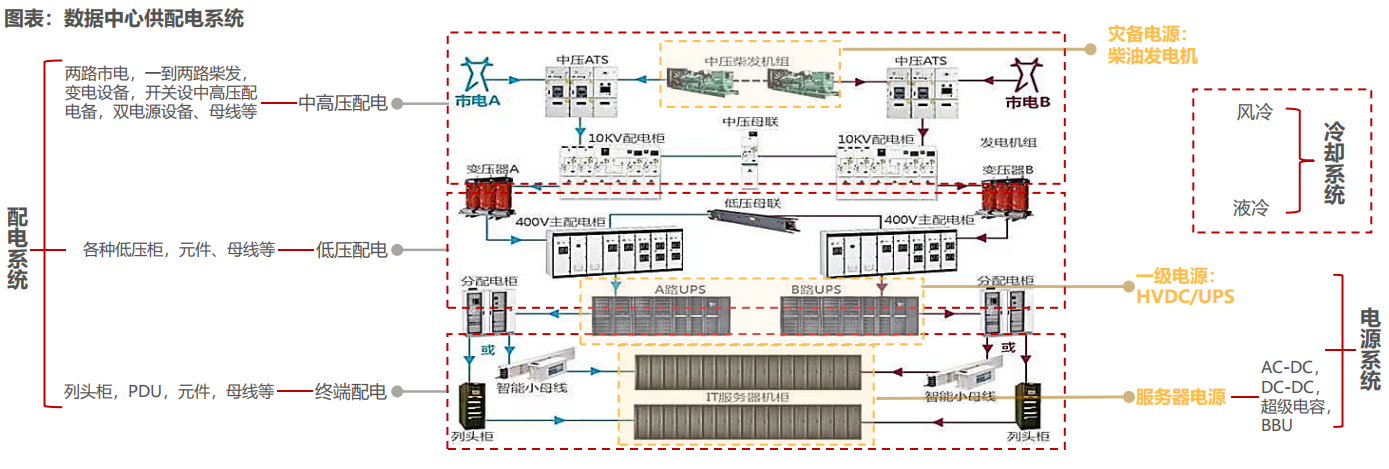 图表：数据中心供配电系统
配电系统
两路市电，一到两路柴发，
变电设备，开关设中高压配
电备，双电源设备、母线等
中高压配电
各种低压柜，元件、母线等
低压配电
列头柜，PDU，元件，母线等
终端配电
市电A
中压ATS
中压柴发机组
中压ATS
市电B
10KV配电柜
中压母联
10KV配电柜
发电机组
变压器A
变压器B
400V主配电柜
低压母联
400V主配电柜
分配电柜
A路UPS
B路UPS
分配电柜
或
或
智能小母线
智能小母线
IT服务器机柜
列头柜
列头柜
灾备电源：
柴油发电机
风冷
液冷
冷却系统
一级电源：
HVDC/UPS
服务器电源
AC-DC，
DC-DC，
超级电容，
BBU
电源系统